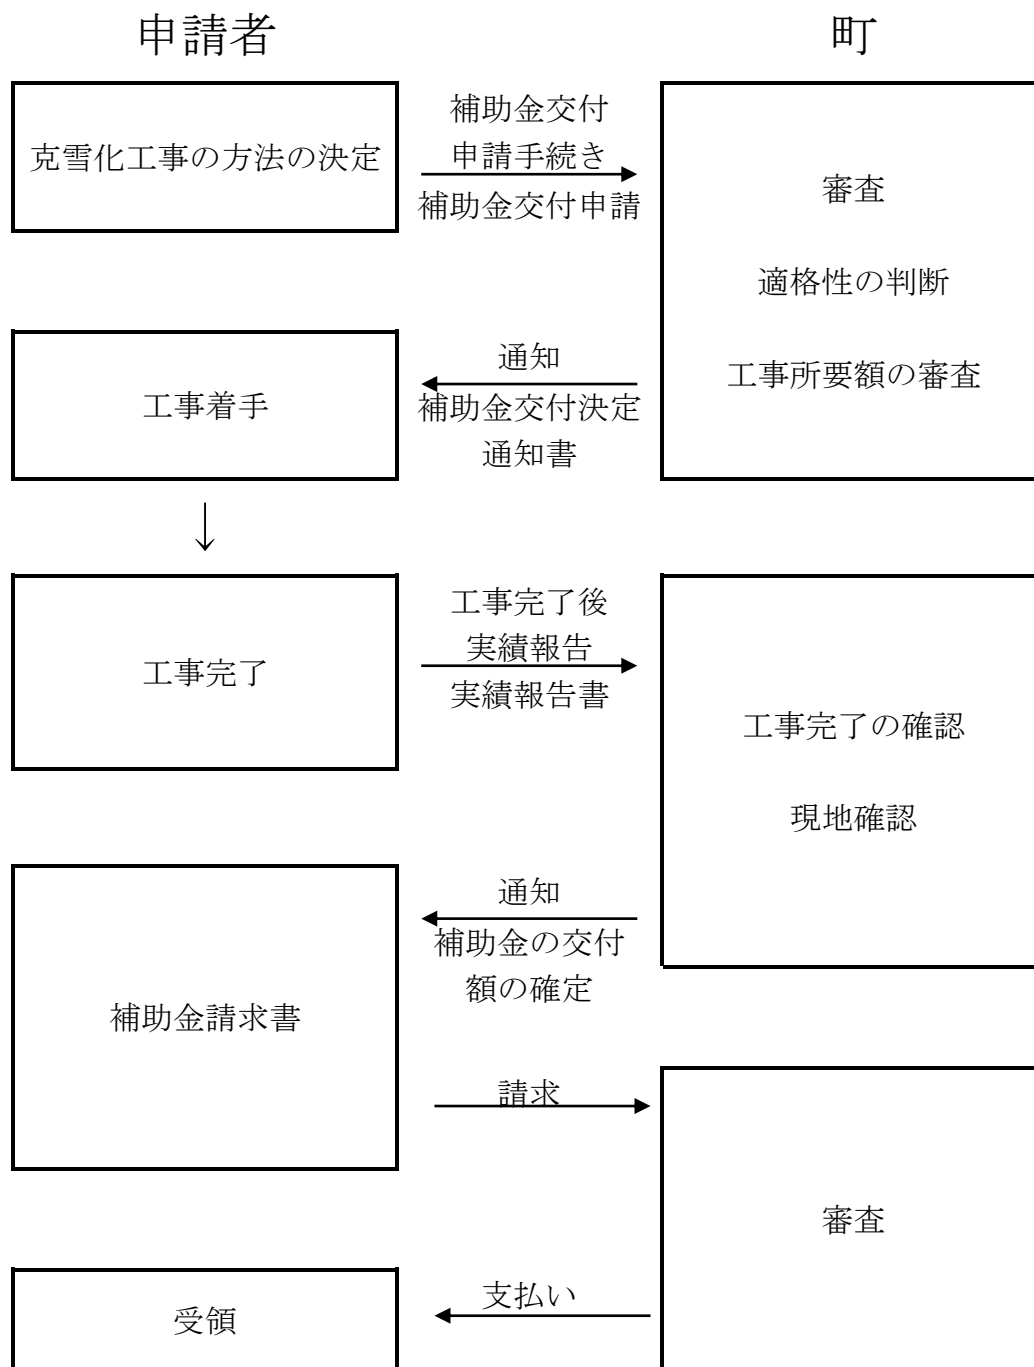 申請者
町
克雪化工事の方法の決定
補助金交付
申請手続き
補助金交付申請
審査
適格性の判断
工事所要額の審査
通知
補助金交付決定
通知書
工事着手
↓
工事完了
工事完了後
実績報告
実績報告書
工事完了の確認
現地確認
通知
補助金の交付
額の確定
補助金請求書
請求
審査
支払い
受領